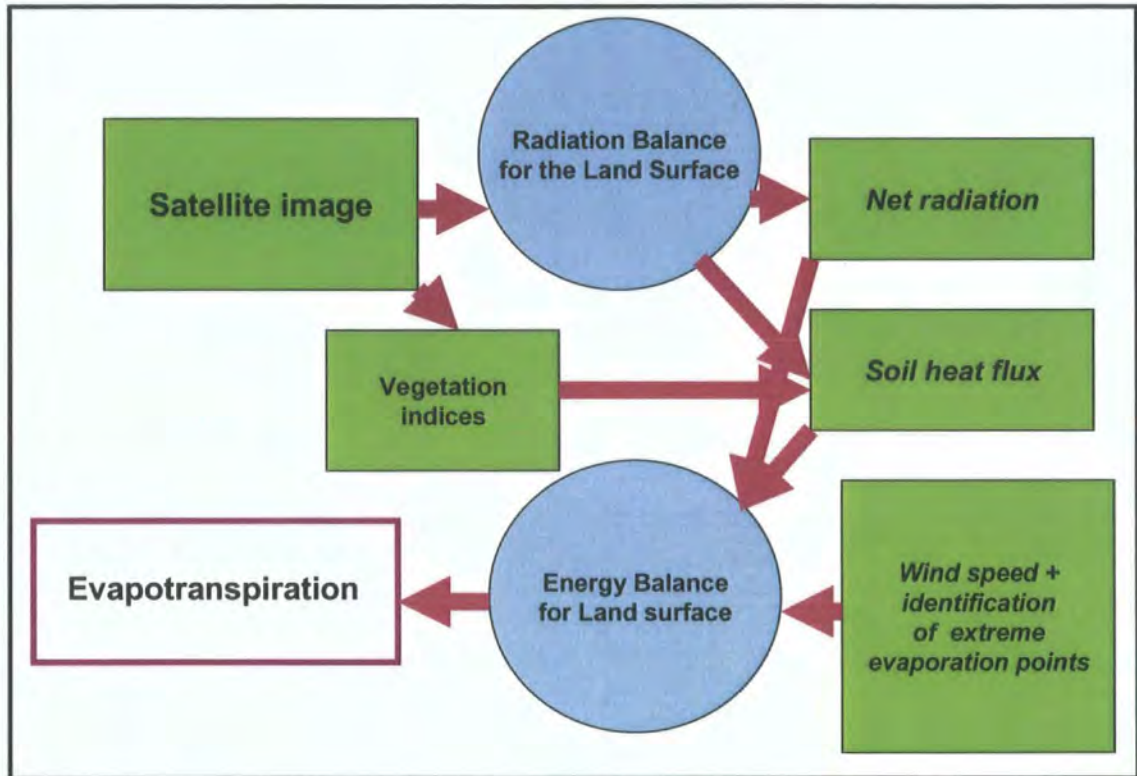 Satellite image
Radiation Balance
for the Land Surface
Net radiation
Vegetation
indices
Soil heat flux
Evapotranspiration
Energy Balance
for Land surface
Wind speed +
identification
of extreme
evaporation points